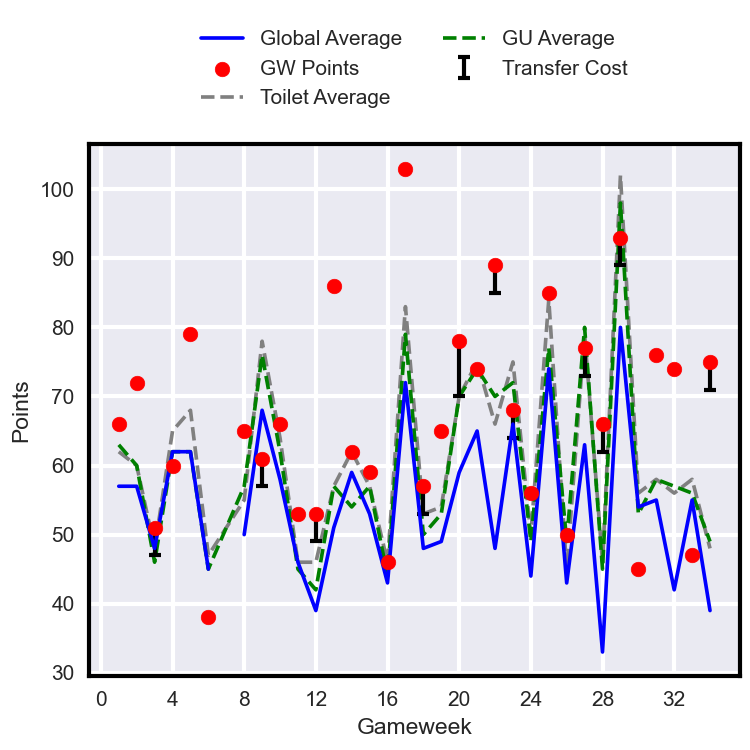 Global Average
GW Points
Toilet Average
GU Average
Transfer Cost
100
90
80
70
60
50
40
30
Points
0 4 8 12 16 20 24 28 32
Gameweek